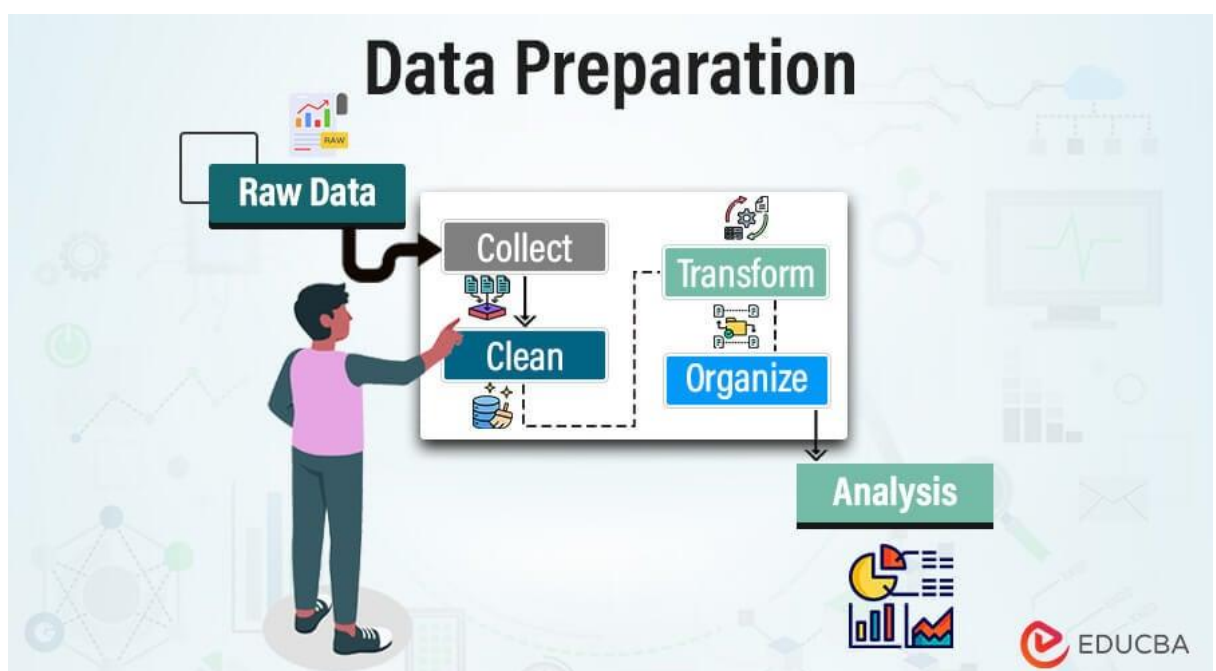 Data Preparation
RAW
Raw Data
Collect
Clean
Transform
Organize
Analysis
EDUCBA